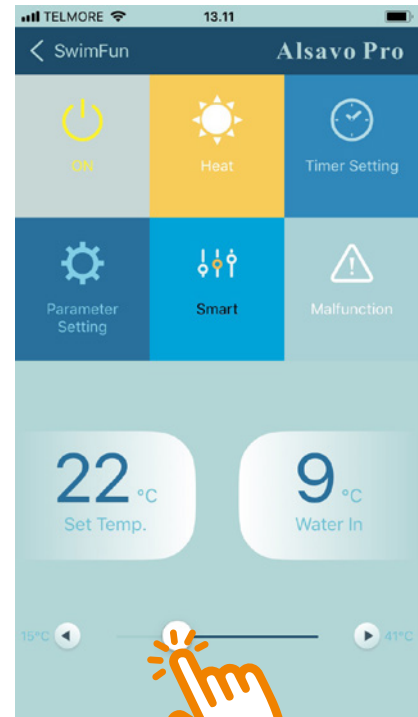 TELMORE 13.11
SwimFun Alsavo Pro
ON Heat Timer Setting
Parameter Setting Smart Malfunction
22 °C 9 °C
Set Temp. Water In
15°C 41°C